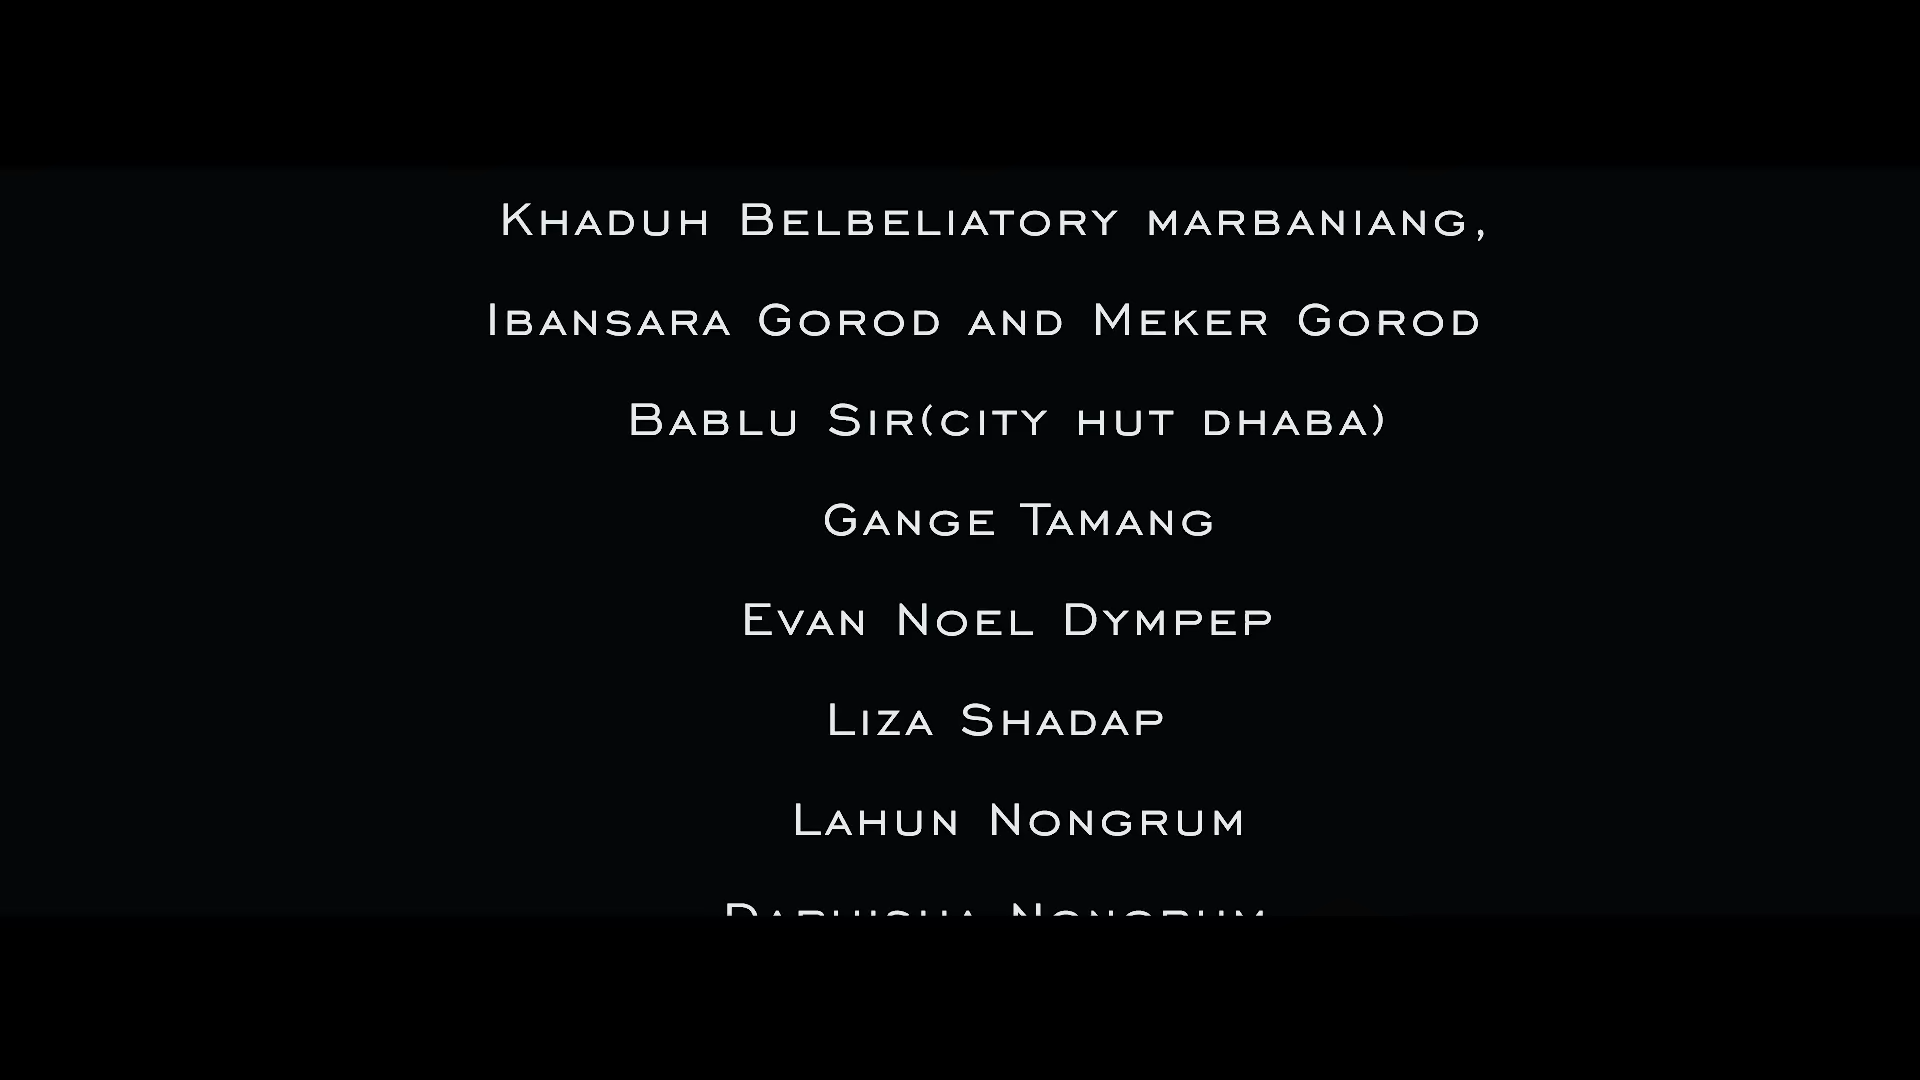 Khaduh Belbeliatory marbaniang,
Ibansara Gorod and Meker Gorod
Bablu Sir(city hut dhaba)
Gange Tamang
Evan Noel Dympep
Liza Shadap
Lahun Nongrum
Nongrum